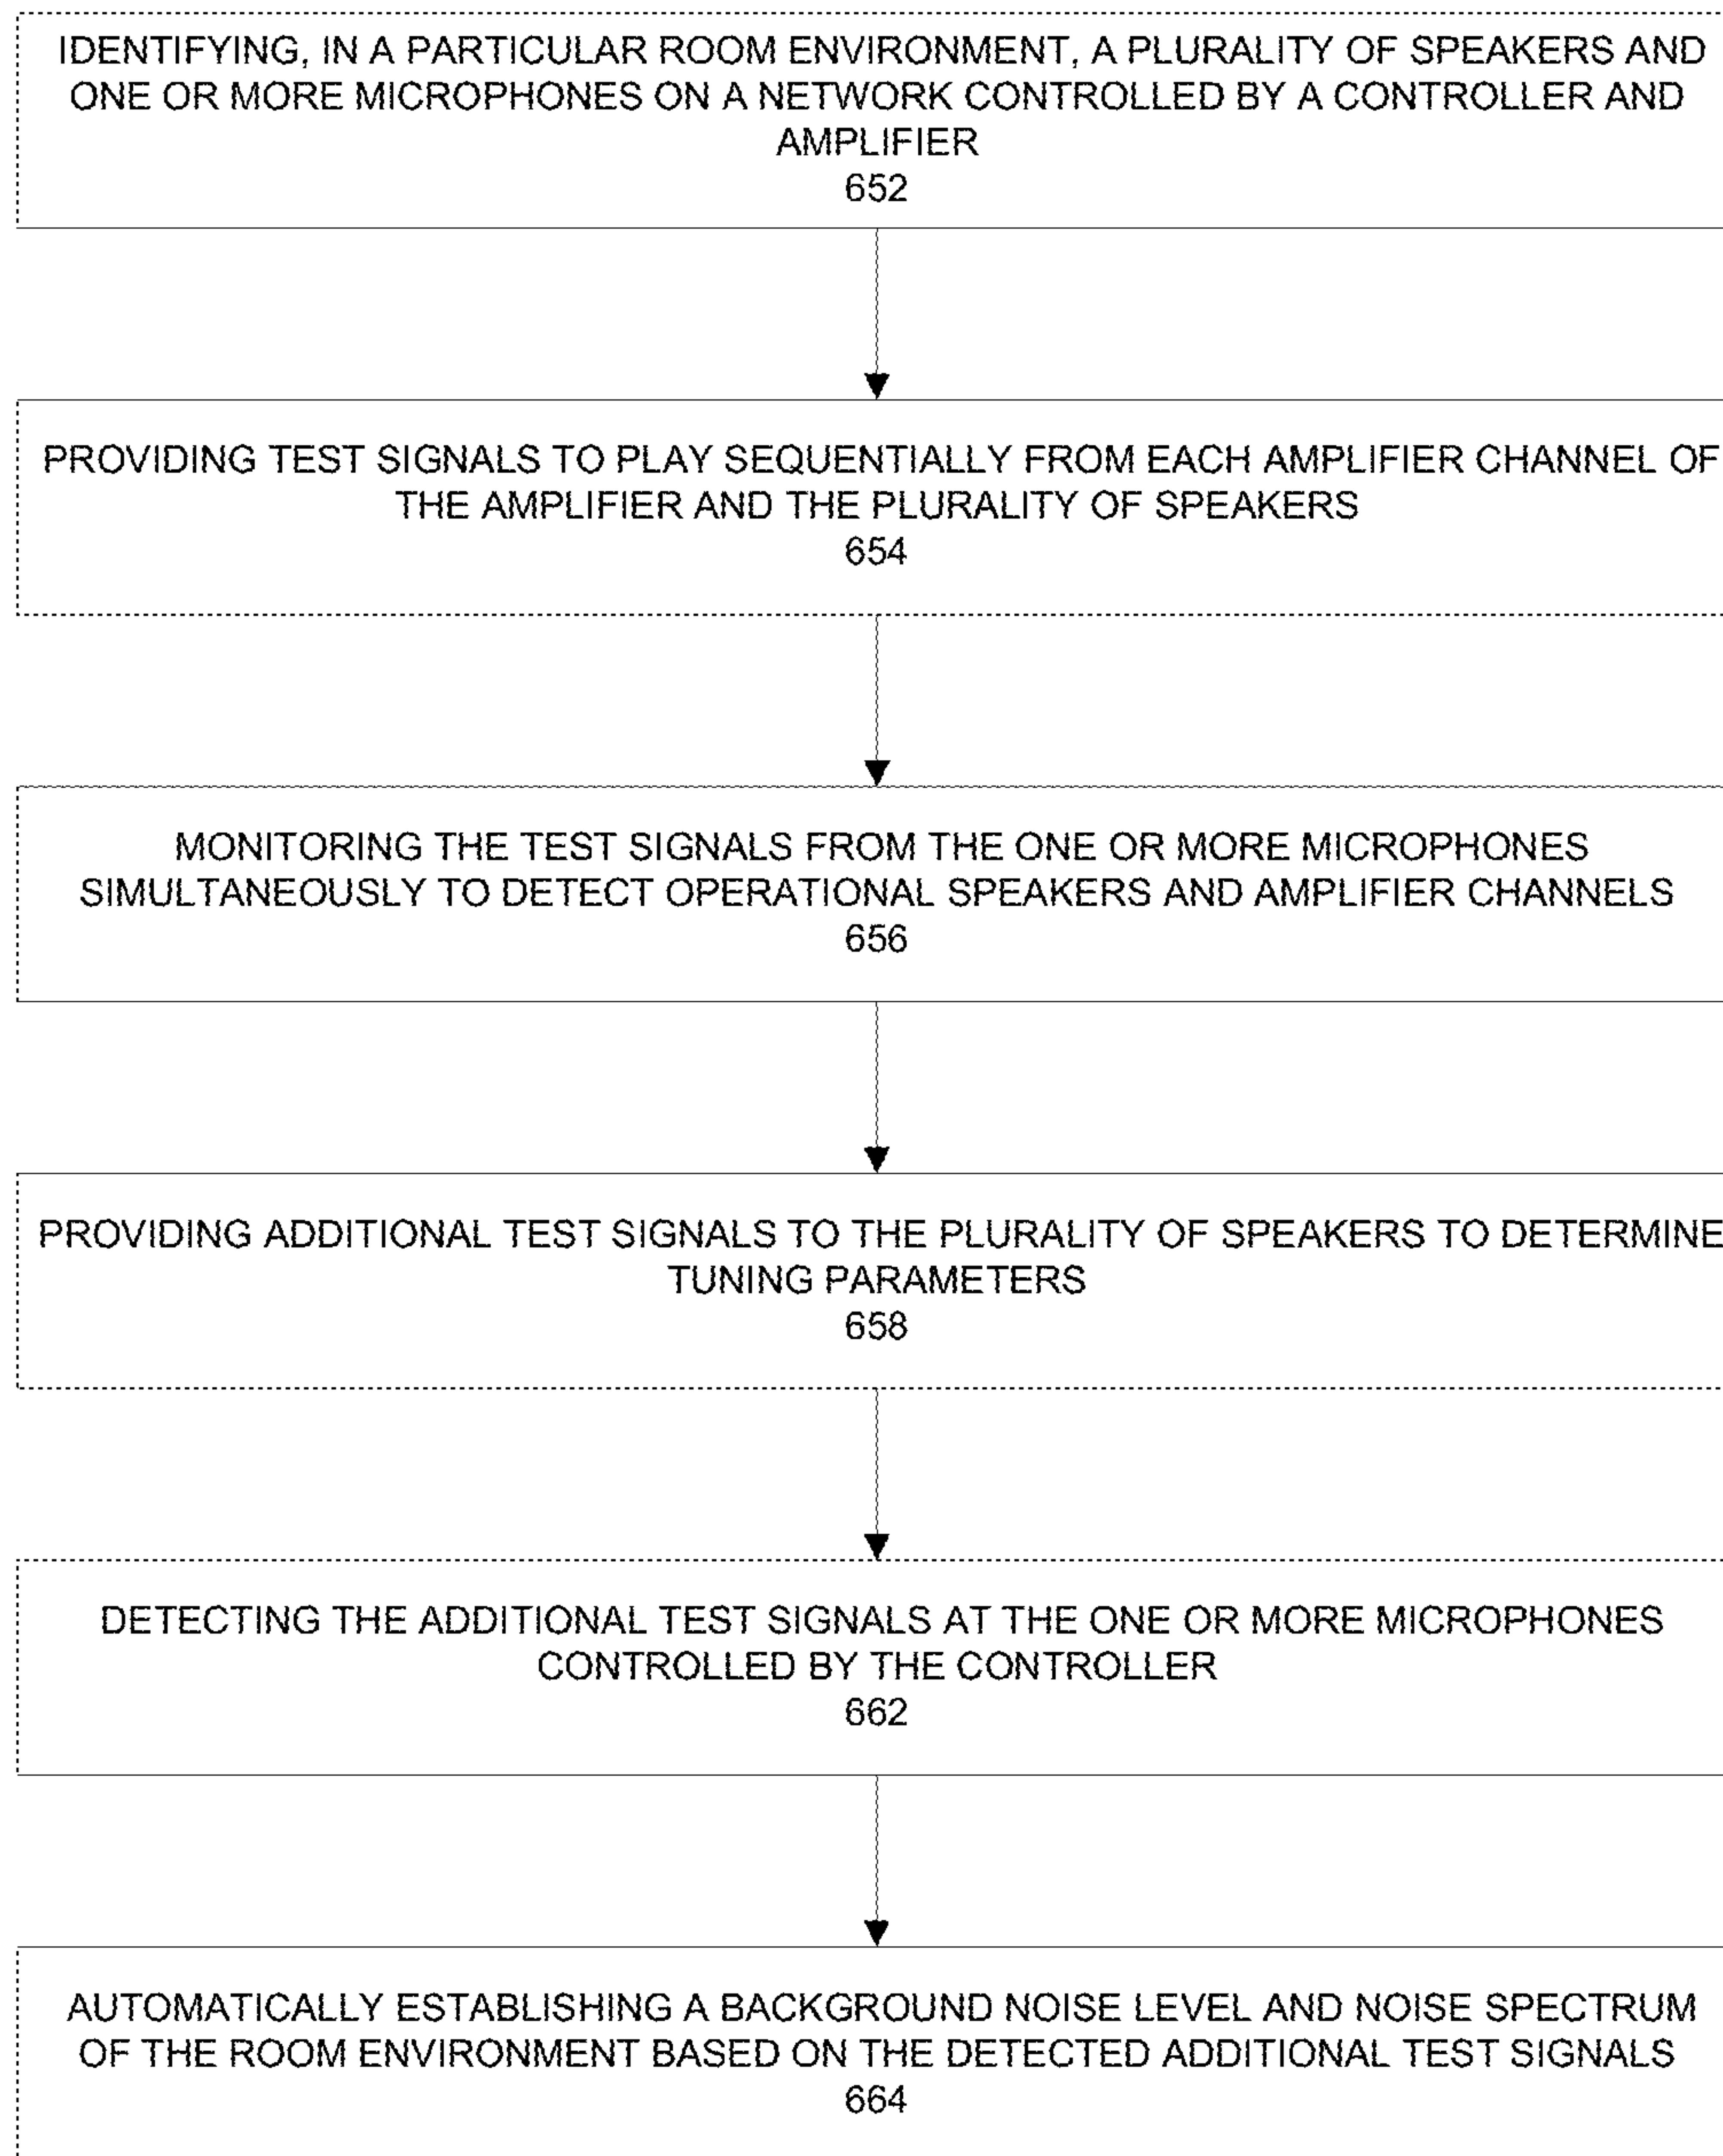 IDENTIFYING, IN A PARTICULAR ROOM ENVIRONMENT, A PLURALITY OF SPEAKERS AND
ONE OR MORE MICROPHONES ON A NETWORK CONTROLLED BY A CONTROLLER AND
AMPLIFIER
652
PROVIDING TEST SIGNALS TO PLAY SEQUENTIALLY FROM EACH AMPLIFIER CHANNEL OF
THE AMPLIFIER AND THE PLURALITY OF SPEAKERS
654
MONITORING THE TEST SIGNALS FROM THE ONE OR MORE MICROPHONES
SIMULTANEOUSLY TO DETECT OPERATIONAL SPEAKERS AND AMPLIFIER CHANNELS
656
PROVIDING ADDITIONAL TEST SIGNALS TO THE PLURALITY OF SPEAKERS TO DETERMINE
TUNING PARAMETERS
658
DETECTING THE ADDITIONAL TEST SIGNALS AT THE ONE OR MORE MICROPHONES
CONTROLLED BY THE CONTROLLER
662
AUTOMATICALLY ESTABLISHING A BACKGROUND NOISE LEVEL AND NOISE SPECTRUM
OF THE ROOM ENVIRONMENT BASED ON THE DETECTED ADDITIONAL TEST SIGNALS
664